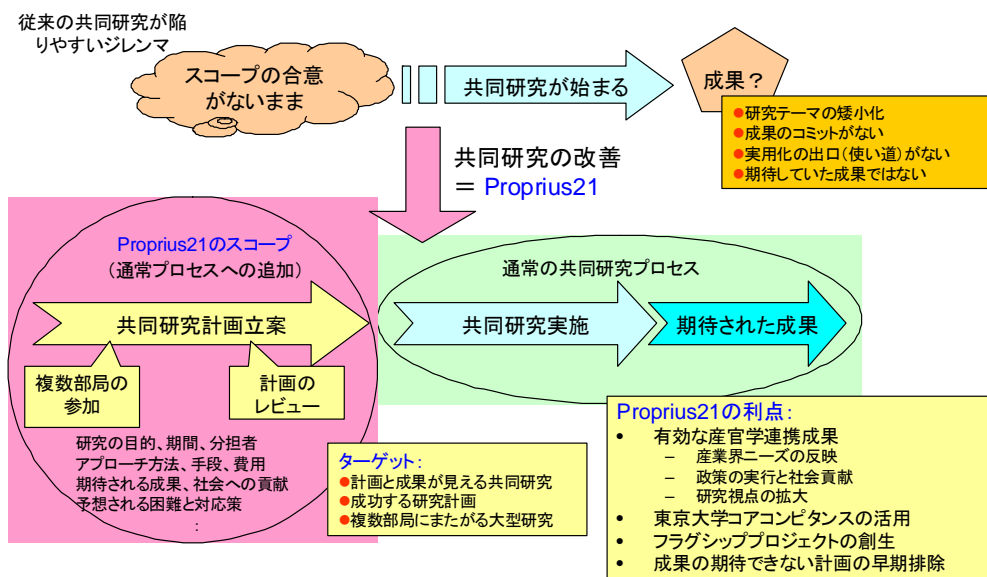 従来の共同研究が陥
りやすいジレンマ
スコープの合意
がないまま
共同研究が始まる
成果?
●研究テーマの矮小化
●成果のコミットがない
●実用化の出口(使い道)がない
●期待していた成果ではない
共同研究の改善
＝ Proprius21
Proprius21のスコープ
(通常プロセスへの追加)
共同研究計画立案
複数部局の
参加
計画の
レビュー
研究の目的、期間、分担者
アプローチ方法、手段、費用
期待される成果、社会への貢献
予想される困難と対応策
:
通常の共同研究プロセス
共同研究実施
期待された成果
ターゲット:
●計画と成果が見える共同研究
●成功する研究計画
●複数部局にまたがる大型研究
Proprius21の利点:
• 有効な産官学連携成果
– 産業界ニーズの反映
– 政策の実行と社会貢献
– 研究視点の拡大
• 東京大学コアコンピタンスの活用
• フラグシッププロジェクトの創生
• 成果の期待できない計画の早期排除